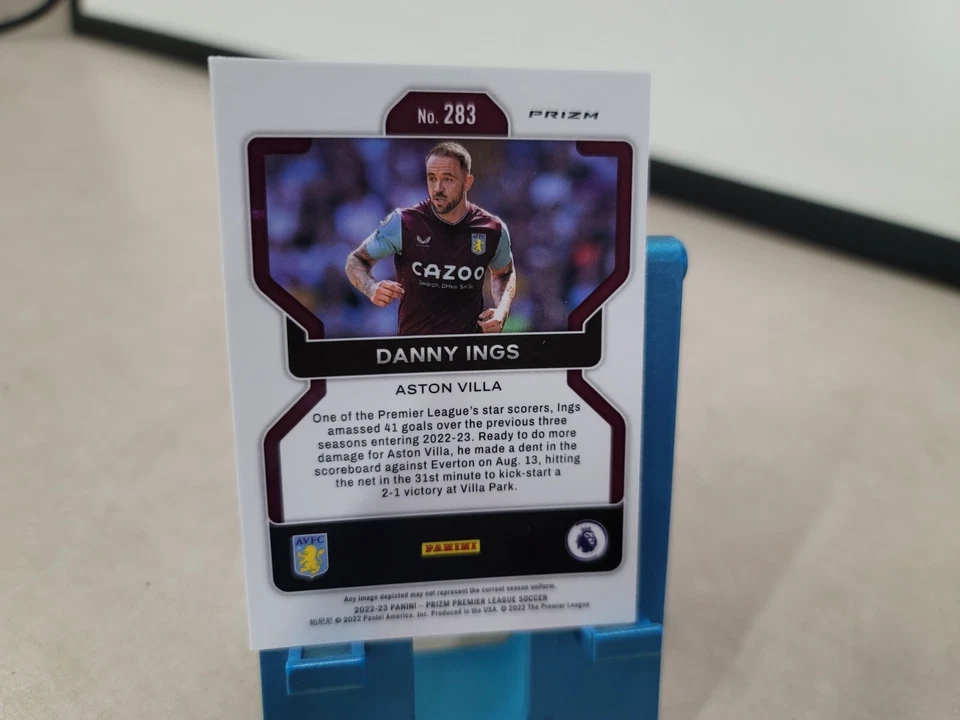 No. 283
PRIZM
AVFC
CAZOO
Search. Drive. Smile.
DANNY INGS
ASTON VILLA
One of the Premier League's star scorers, Ings
amassed 41 goals over the previous three
seasons entering 2022-23. Ready to do more
damage for Aston Villa, he made a dent in the
scoreboard against Everton on Aug. 13, hitting
the net in the 31st minute to kick-start a
2-1 victory at Villa Park.
AVFC
PANINI
Any image depicted may not represent the current season uniform.
2022-23 PANINI – PRIZM PREMIER LEAGUE SOCCER
© 2022 Panini America, Inc. Produced in the USA. © 2022 The Premier League